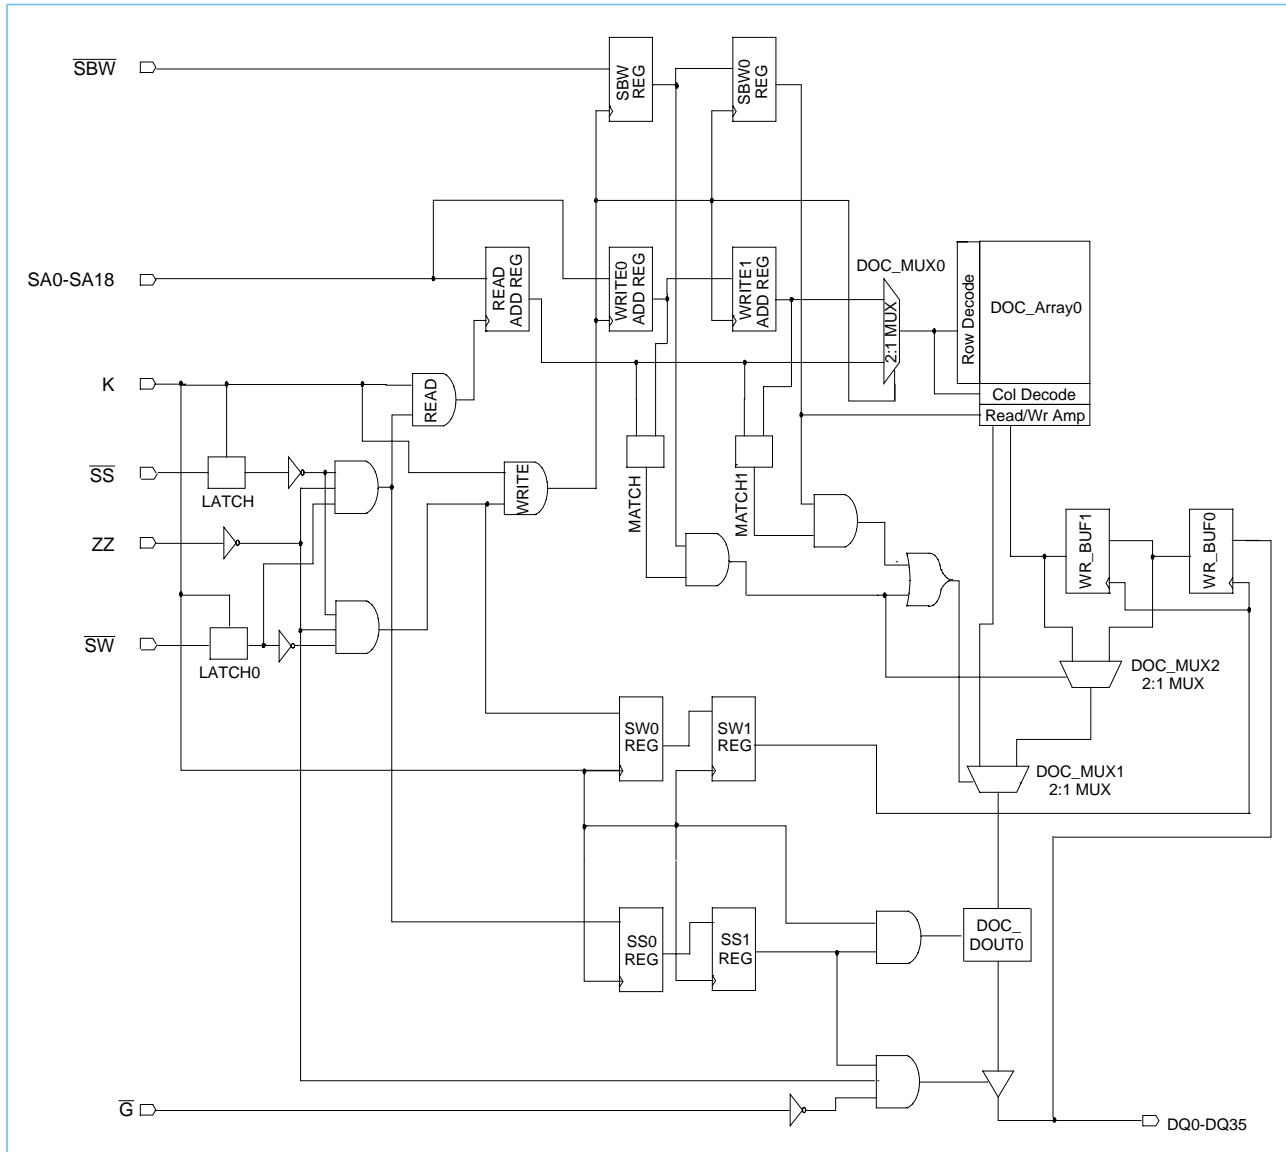 SBW
SBW
REG
SBW0
REG
SA0-SA18
READ
ADD REG
WRITE0
ADD REG
WRITE1
ADD REG
DOC_MUX0
2:1 MUX
Row Decode
DOC_Array0
Col Decode
Read/Wr Amp
K
READ
SS
LATCH
WRITE
MATCH
MATCH1
ZZ
WR_BUF1
WR_BUF0
SW
LATCH0
DOC_MUX2
2:1 MUX
SW0
REG
SW1
REG
DOC_MUX1
2:1 MUX
SS0
REG
SS1
REG
DOC_
DOUT0
G
DQ0-DQ35